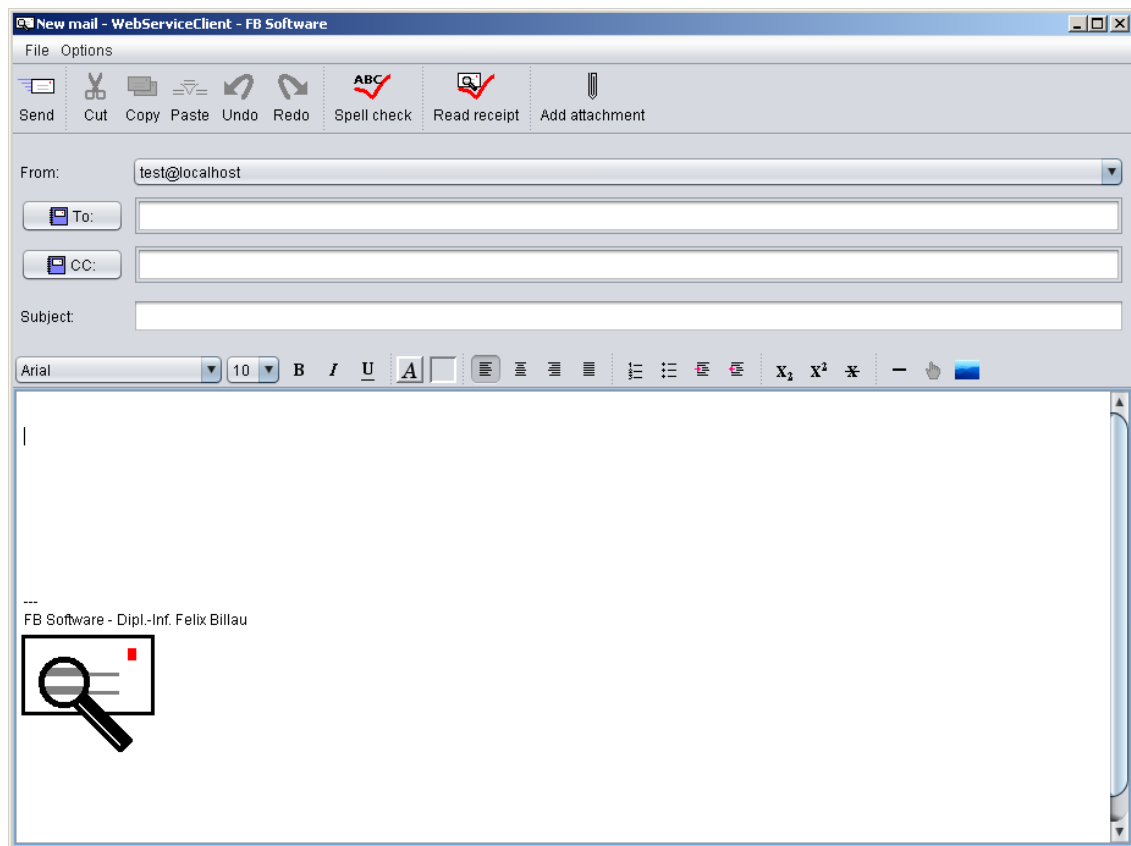 New mail - WebServiceClient - FB Software
File Options
ABC
Send Cut Copy Paste Undo Redo Spell check Read receipt Add attachment
From: test@localhost
To:
CC:
Subject:
Arial 10 B I U A X₂ X² x
---
FB Software - Dipl.-Inf. Felix Billau